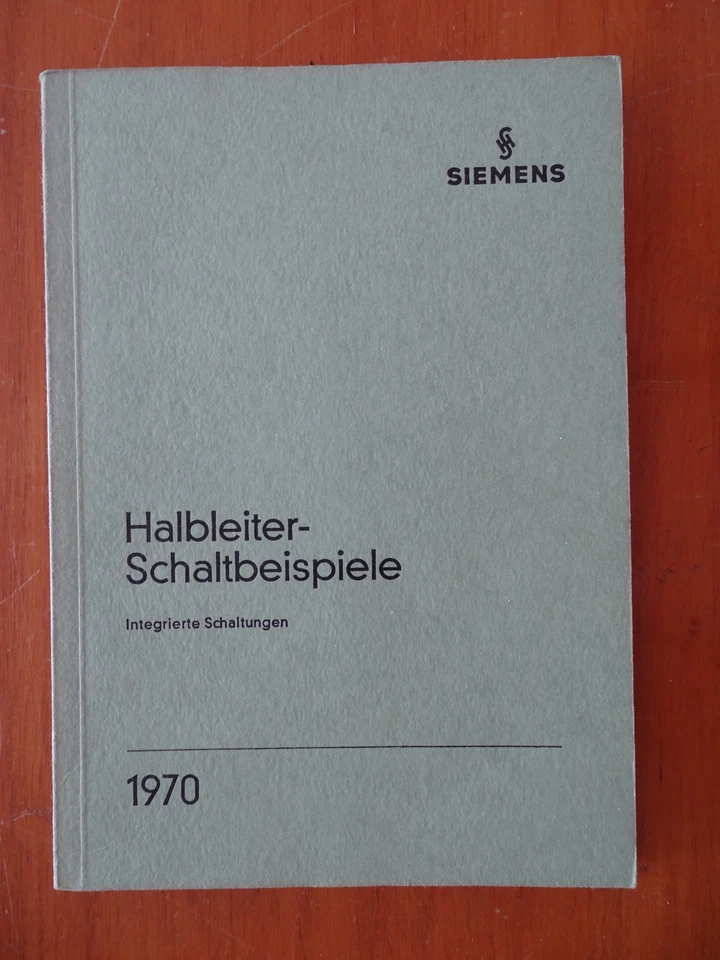 SIEMENS
Halbleiter-
Schaltbeispiele
Integrierte Schaltungen
1970